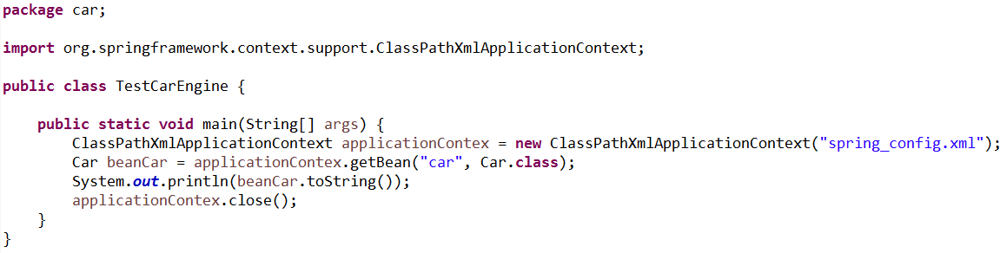 package car;
import org.springframework.context.support.ClassPathXmlApplicationContext;
public class TestCarEngine {
public static void main(String[] args) {
ClassPathXmlApplicationContext applicationContex = new ClassPathXmlApplicationContext("spring_config.xml");
Car beanCar = applicationContex.getBean("car", Car.class);
System.out.println(beanCar.toString());
applicationContex.close();
}
}